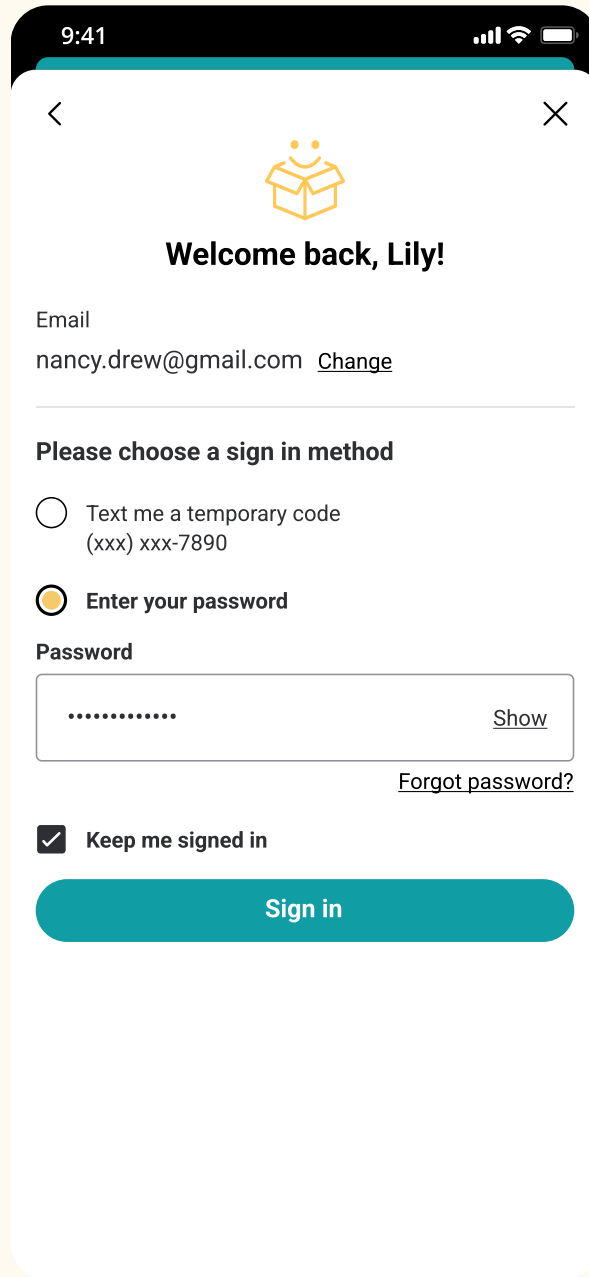 9:41
Welcome back, Lily!
Email
nancy.drew@gmail.com Change
Please choose a sign in method
Text me a temporary code
(xxx) xxx-7890
Enter your password
Password
••••••••••••• Show
Forgot password?
Keep me signed in
Sign in